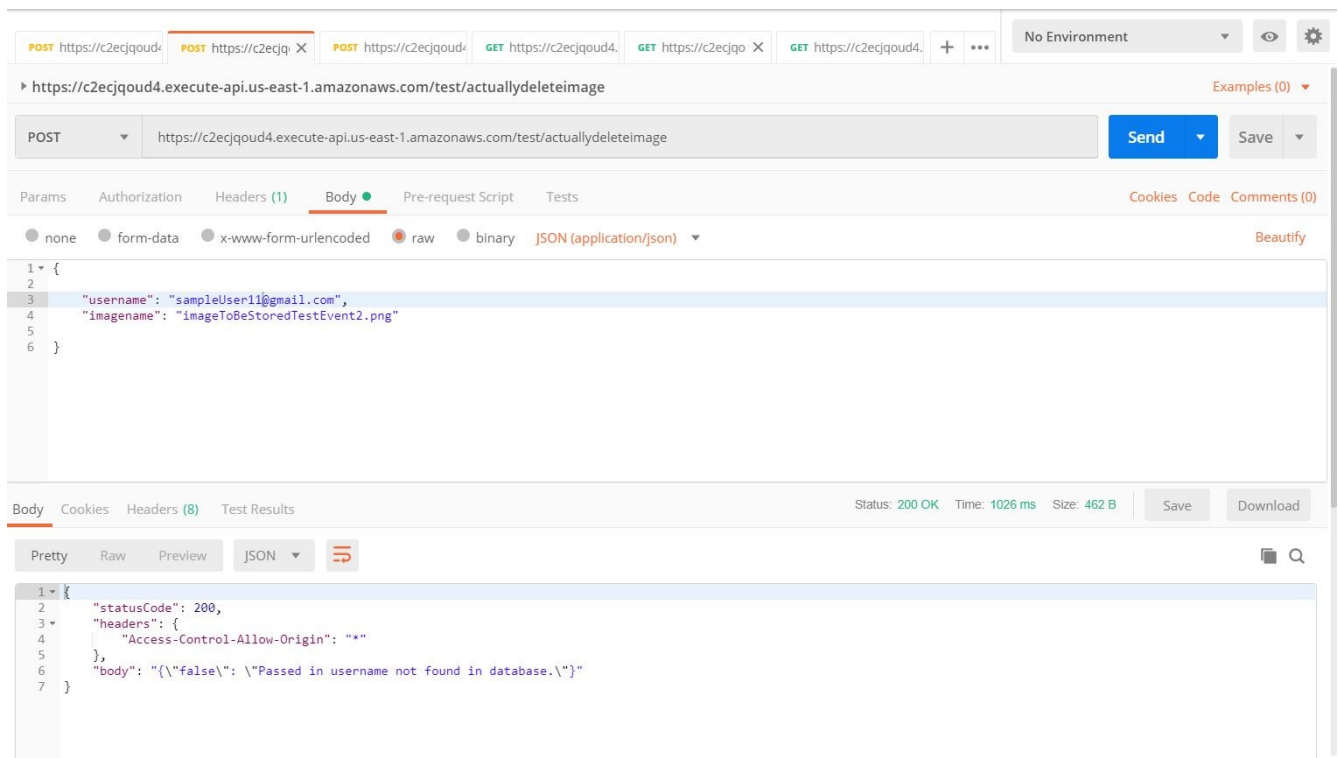 POST https://c2ecjqoud4 POST https://c2ecjq POST https://c2ecjqoud4 GET https://c2ecjqoud4. GET https://c2ecjqo GET https://c2ecjqoud4. No Environment
https://c2ecjqoud4.execute-api.us-east-1.amazonaws.com/test/actuallydeleteimage Examples (0)
POST https://c2ecjqoud4.execute-api.us-east-1.amazonaws.com/test/actuallydeleteimage Send Save
Params Authorization Headers (1) Body Pre-request Script Tests Cookies Code Comments (0)
none form-data x-www-form-urlencoded raw binary JSON (application/json) Beautify
1 {
2
3 "username": "sampleUser11@gmail.com",
4 "imagename": "imageToBeStoredTestEvent2.png"
5
6 }
Body Cookies Headers (8) Test Results Status: 200 OK Time: 1026 ms Size: 462 B Save Download
Pretty Raw Preview JSON
1 {
2 "statusCode": 200,
3 "headers": {
4 "Access-Control-Allow-Origin": "*"
5 },
6 "body": "{\"false\": \"Passed in username not found in database.\"}"
7 }